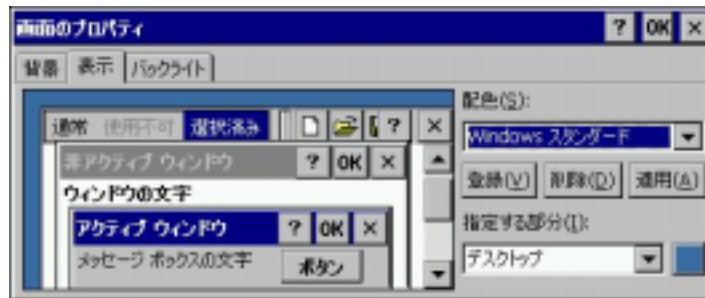 画面のプロパティ ? OK ×
背景 表示 バックライト
配色(S):
通常 使用不可 選択済み ? ×
Windows スタンダード
非アクティブ ウィンドウ ? OK ×
登録(V) 削除(D) 適用(A)
ウィンドウの文字
指定する部分(I):
アクティブ ウィンドウ ? OK ×
デスクトップ
メッセージ ボックスの文字 ボタン